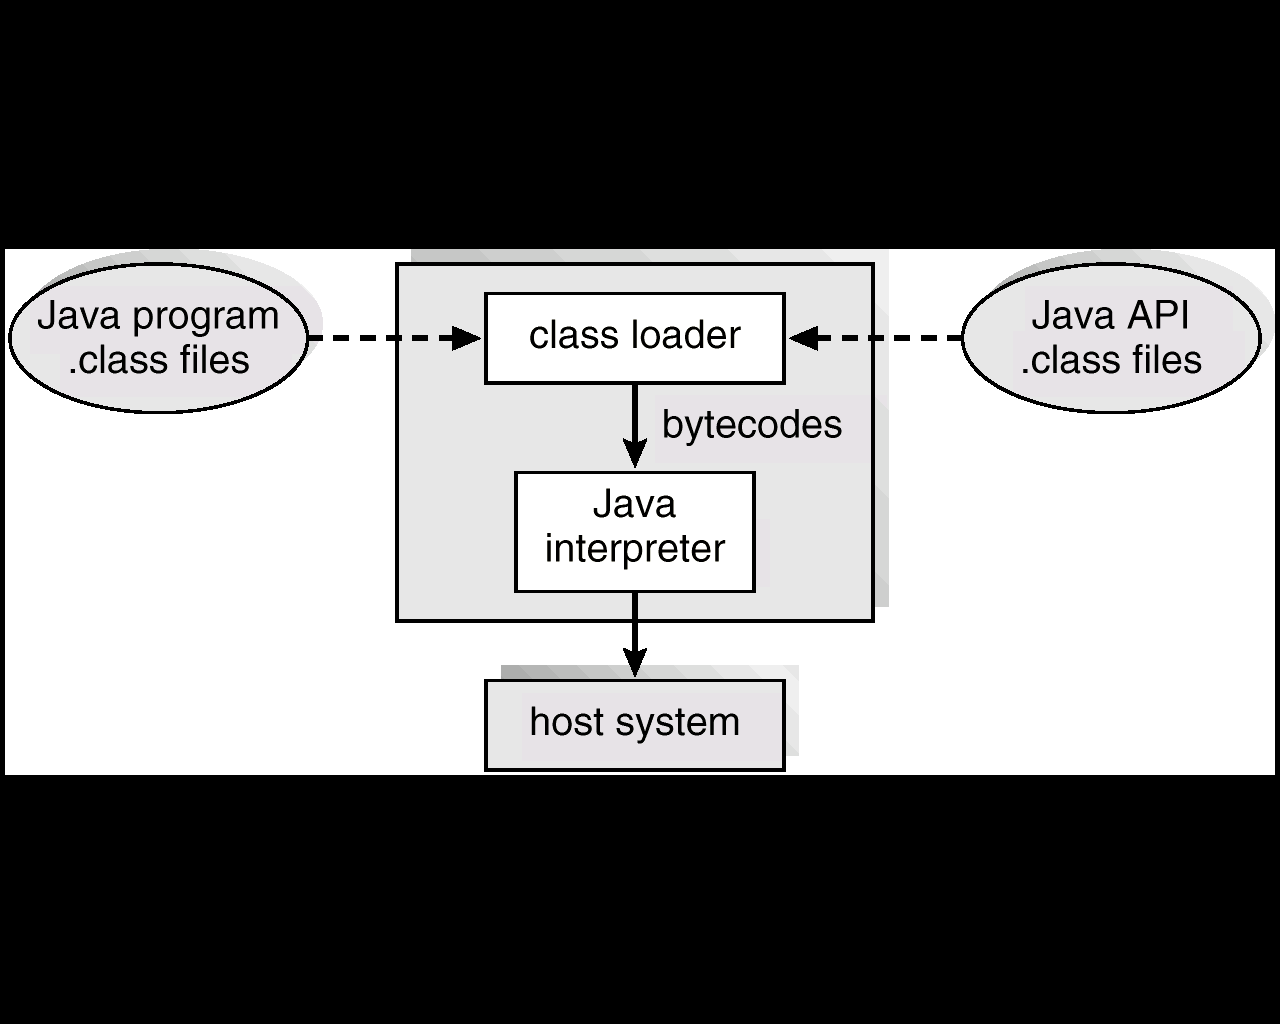 Java program
.class files
class loader
Java API
.class files
bytecodes
Java
interpreter
host system